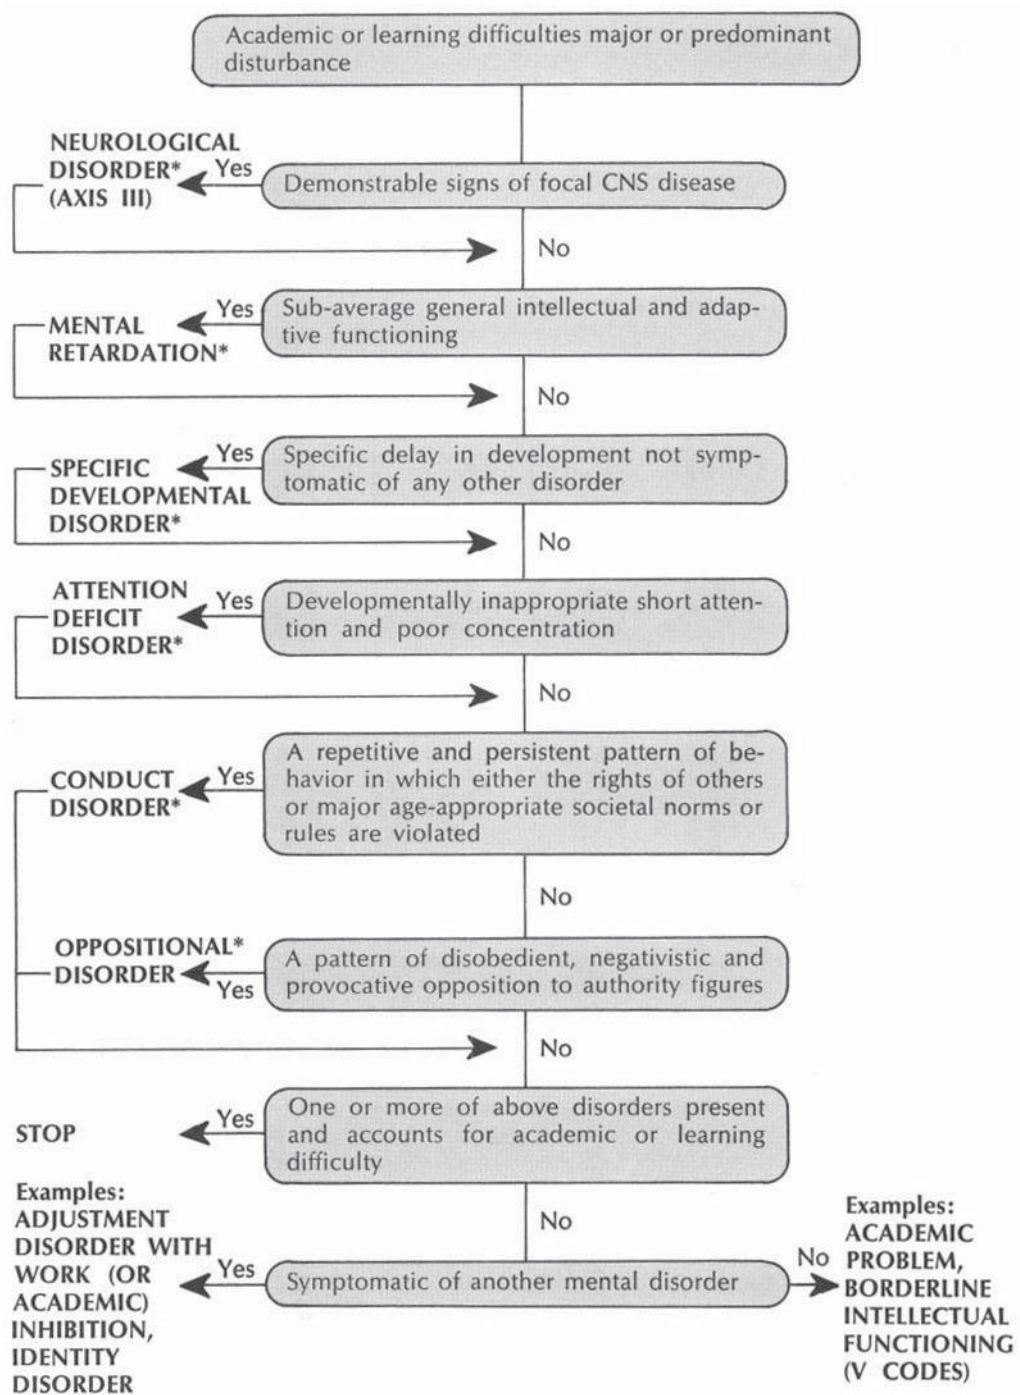 Academic or learning difficulties major or predominant
disturbance
NEUROLOGICAL
DISORDER*
(AXIS III)
Yes
Demonstrable signs of focal CNS disease
No
MENTAL
RETARDATION*
Yes
Sub-average general intellectual and adap-
tive functioning
No
SPECIFIC
DEVELOPMENTAL
DISORDER*
Yes
Specific delay in development not symp-
tomatic of any other disorder
No
ATTENTION
DEFICIT
DISORDER*
Yes
Developmentally inappropriate short atten-
tion and poor concentration
No
CONDUCT
DISORDER*
Yes
A repetitive and persistent pattern of be-
havior in which either the rights of others
or major age-appropriate societal norms or
rules are violated
No
OPPOSITIONAL*
DISORDER
Yes
A pattern of disobedient, negativistic and
provocative opposition to authority figures
No
STOP
Yes
One or more of above disorders present
and accounts for academic or learning
difficulty
No
Examples:
ADJUSTMENT
DISORDER WITH
WORK (OR
ACADEMIC)
INHIBITION,
IDENTITY
DISORDER
Yes
Symptomatic of another mental disorder
No
Examples:
ACADEMIC
PROBLEM,
BORDERLINE
INTELLECTUAL
FUNCTIONING
(V CODES)